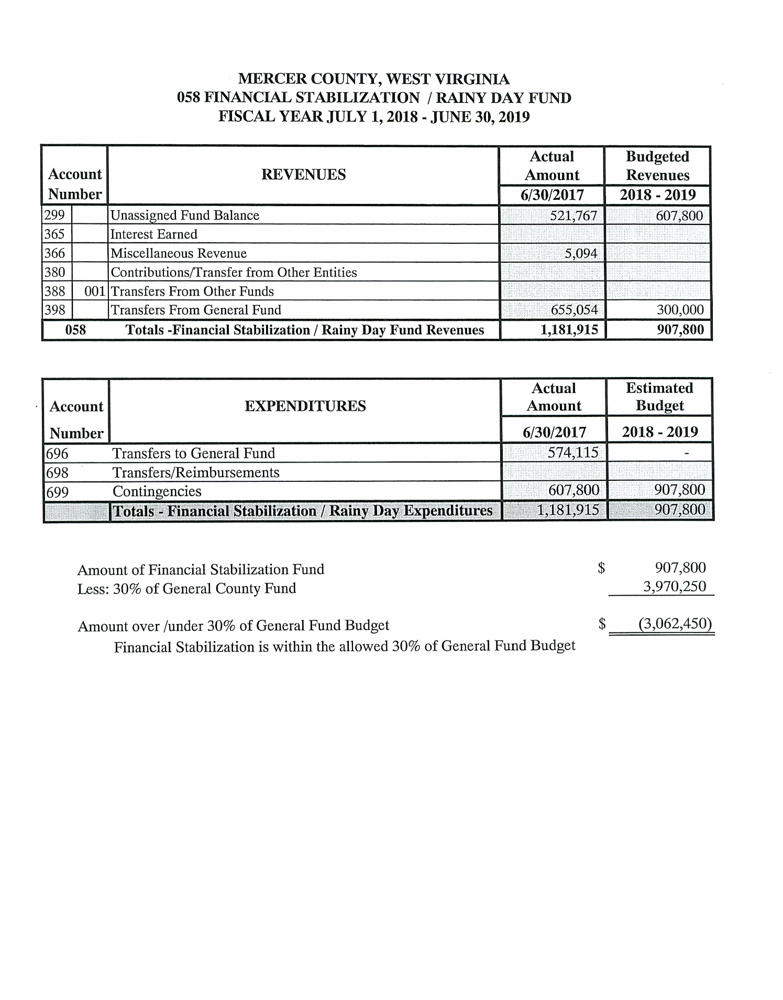 MERCER COUNTY, WEST VIRGINIA
058 FINANCIAL STABILIZATION / RAINY DAY FUND
FISCAL YEAR JULY 1, 2018 - JUNE 30, 2019
Account Number REVENUES Actual Amount 6/30/2017 Budgeted Revenues 2018 - 2019
299 Unassigned Fund Balance 521,767 607,800
365 Interest Earned
366 Miscellaneous Revenue 5,094
380 Contributions/Transfer from Other Entities
388 001 Transfers From Other Funds
398 Transfers From General Fund 655,054 300,000
058 Totals -Financial Stabilization / Rainy Day Fund Revenues 1,181,915 907,800
Account Number EXPENDITURES Actual Amount 6/30/2017 Estimated Budget 2018 - 2019
696 Transfers to General Fund 574,115 -
698 Transfers/Reimbursements
699 Contingencies 607,800 907,800
Totals - Financial Stabilization / Rainy Day Expenditures 1,181,915 907,800
Amount of Financial Stabilization Fund $ 907,800
Less: 30% of General County Fund 3,970,250
Amount over /under 30% of General Fund Budget $ (3,062,450)
Financial Stabilization is within the allowed 30% of General Fund Budget